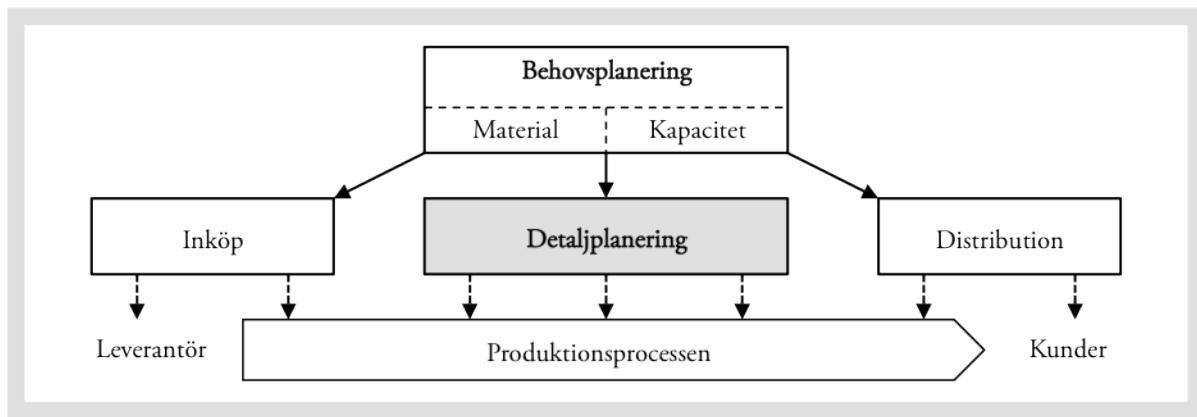 Behovsplanering
Material Kapacitet
Inköp Detaljplanering Distribution
Leverantör Produktionsprocessen Kunder